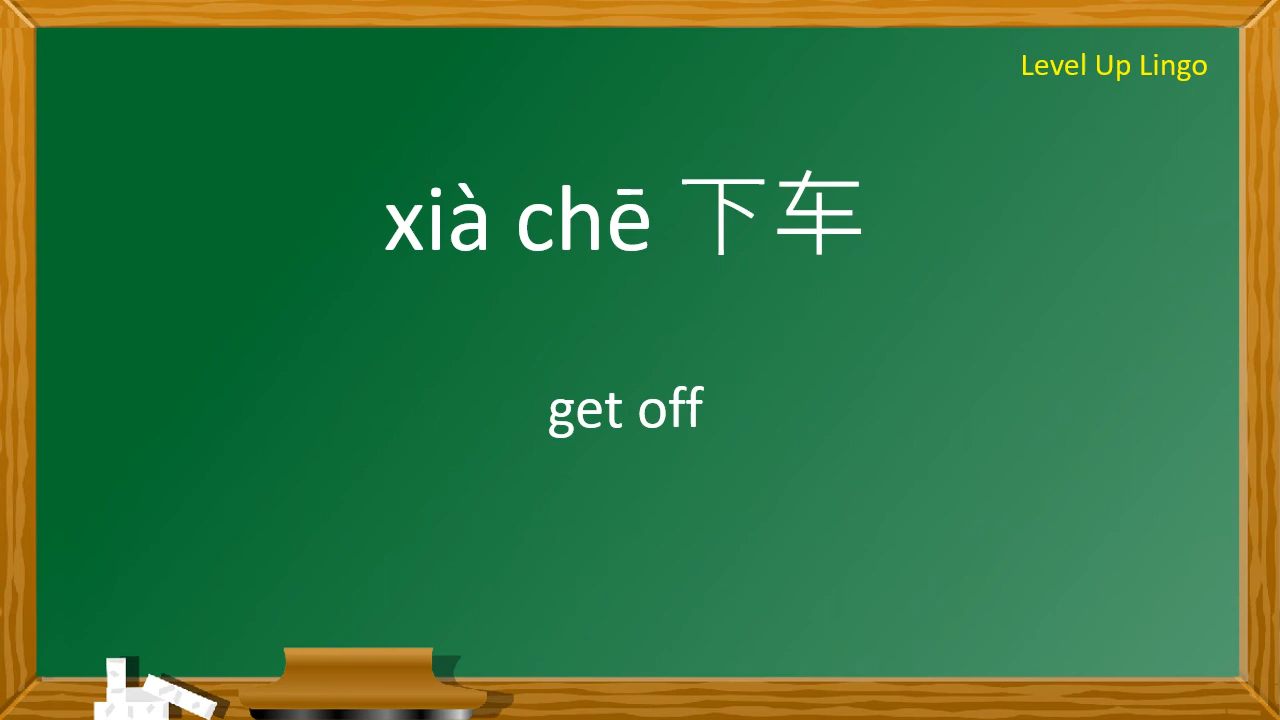 Level Up Lingo
xià chē 下车
get off